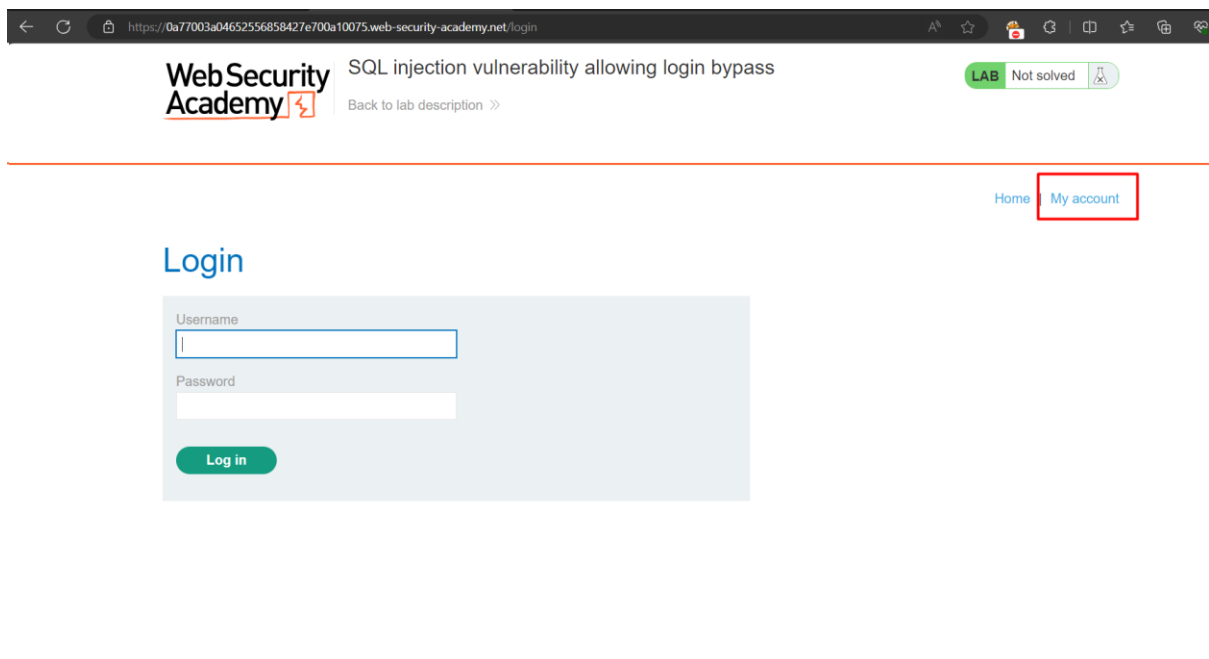 https://0a77003a04652556858427e700a10075.web-security-academy.net/login
Web Security
Academy
SQL injection vulnerability allowing login bypass
Back to lab description
LAB Not solved
Home | My account
Login
Username
Password
Log in